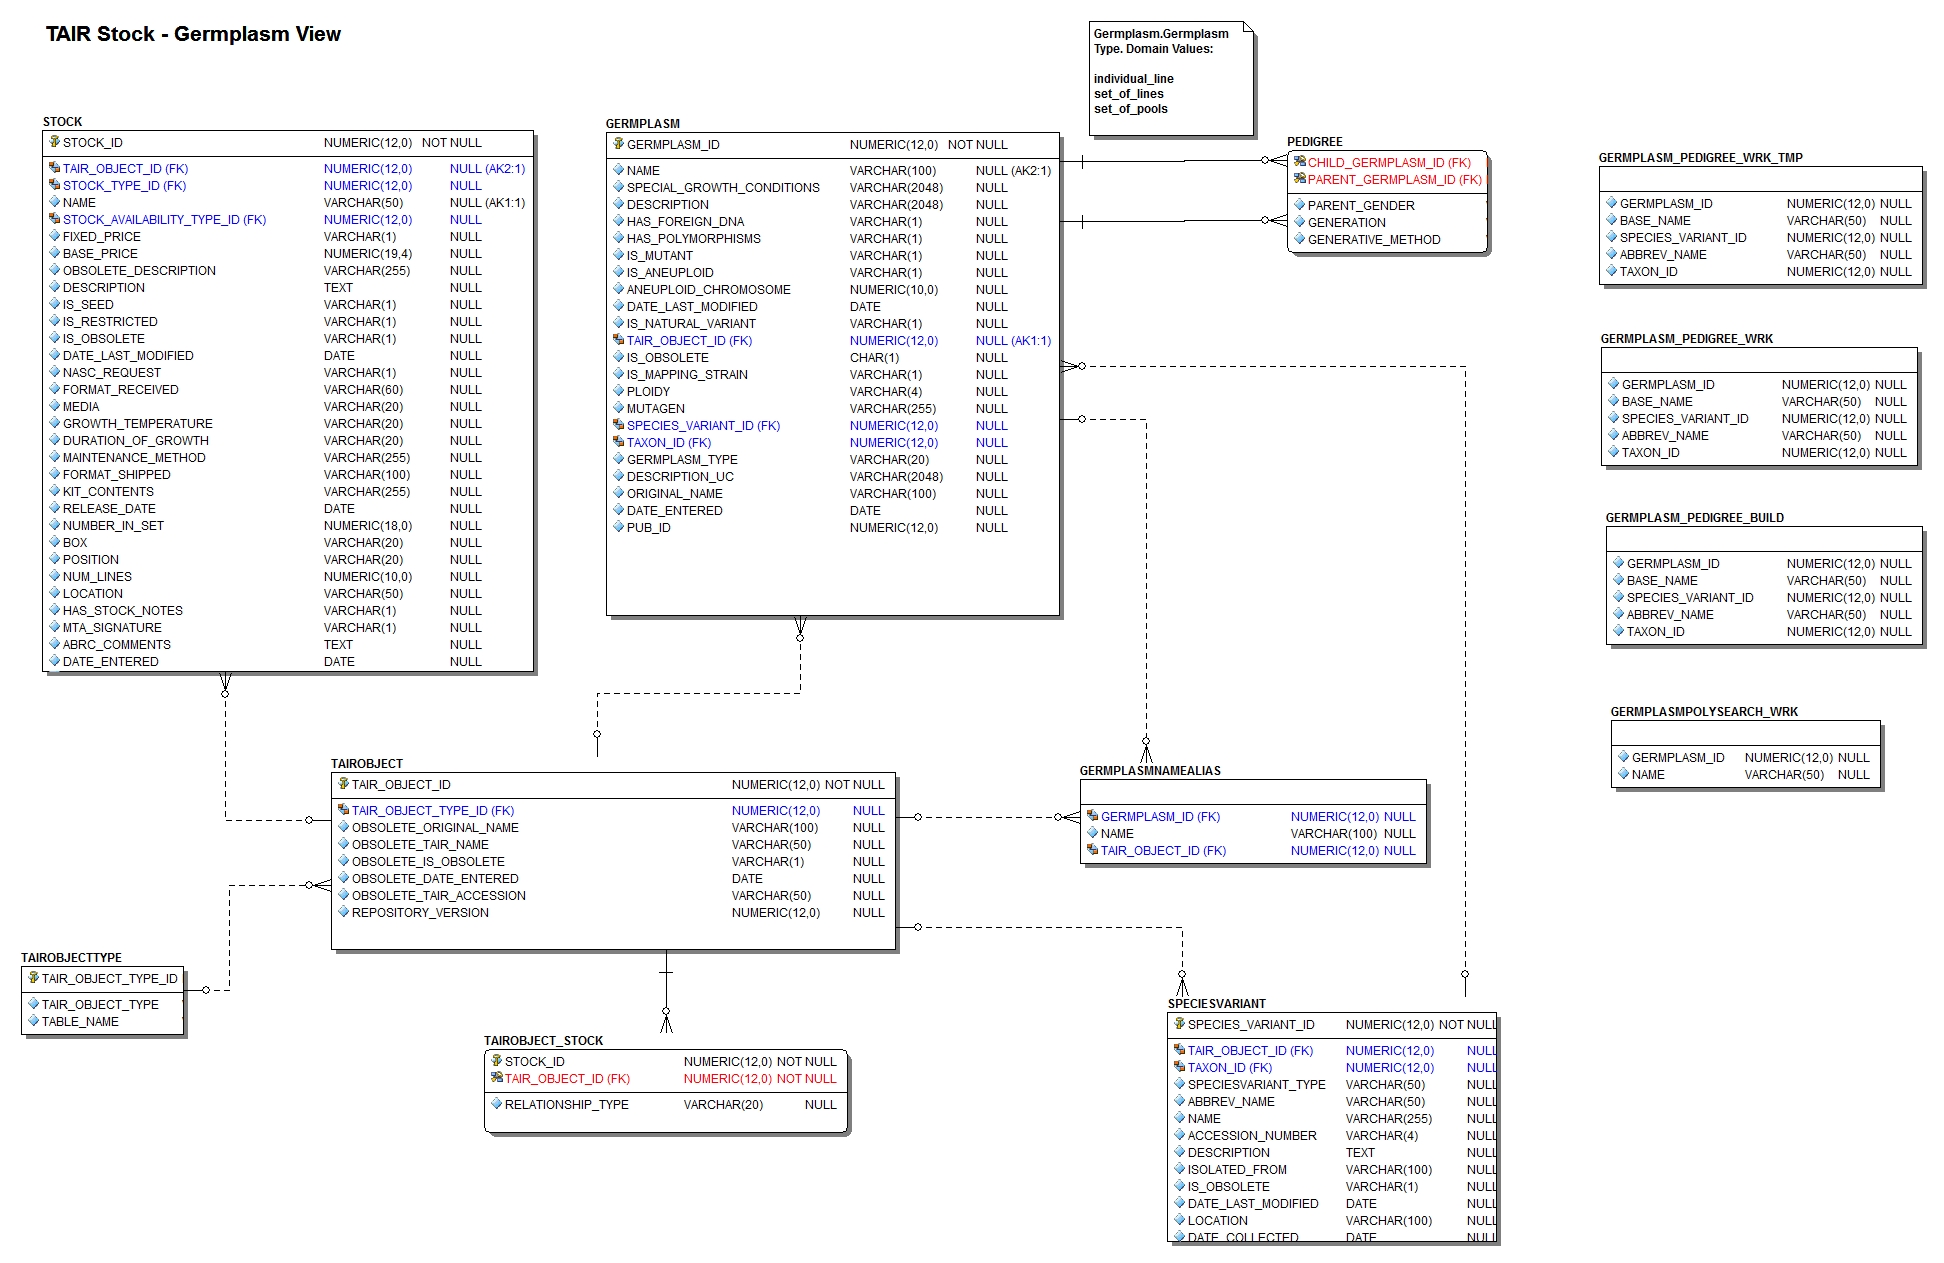 TAIR Stock - Germplasm View
Germplasm.Germplasm
Type. Domain Values:
individual_line
set_of_lines
set_of_pools
STOCK
STOCK_ID NUMERIC(12,0) NOT NULL
TAIR_OBJECT_ID (FK) NUMERIC(12,0) NULL (AK2:1)
STOCK_TYPE_ID (FK) NUMERIC(12,0) NULL
NAME VARCHAR(50) NULL (AK1:1)
STOCK_AVAILABILITY_TYPE_ID (FK) NUMERIC(12,0) NULL
FIXED_PRICE VARCHAR(1) NULL
BASE_PRICE NUMERIC(19,4) NULL
OBSOLETE_DESCRIPTION VARCHAR(255) NULL
DESCRIPTION TEXT NULL
IS_SEED VARCHAR(1) NULL
IS_RESTRICTED VARCHAR(1) NULL
IS_OBSOLETE VARCHAR(1) NULL
DATE_LAST_MODIFIED DATE NULL
NASC_REQUEST VARCHAR(1) NULL
FORMAT_RECEIVED VARCHAR(60) NULL
MEDIA VARCHAR(20) NULL
GROWTH_TEMPERATURE VARCHAR(20) NULL
DURATION_OF_GROWTH VARCHAR(20) NULL
MAINTENANCE_METHOD VARCHAR(255) NULL
FORMAT_SHIPPED VARCHAR(100) NULL
KIT_CONTENTS VARCHAR(255) NULL
RELEASE_DATE DATE NULL
NUMBER_IN_SET NUMERIC(18,0) NULL
BOX VARCHAR(20) NULL
POSITION VARCHAR(20) NULL
NUM_LINES NUMERIC(10,0) NULL
LOCATION VARCHAR(50) NULL
HAS_STOCK_NOTES VARCHAR(1) NULL
MTA_SIGNATURE VARCHAR(1) NULL
ABRC_COMMENTS TEXT NULL
DATE_ENTERED DATE NULL
GERMPLASM
GERMPLASM_ID NUMERIC(12,0) NOT NULL
NAME VARCHAR(100) NULL (AK2:1)
SPECIAL_GROWTH_CONDITIONS VARCHAR(2048) NULL
DESCRIPTION VARCHAR(2048) NULL
HAS_FOREIGN_DNA VARCHAR(1) NULL
HAS_POLYMORPHISMS VARCHAR(1) NULL
IS_MUTANT VARCHAR(1) NULL
IS_ANEUPLOID VARCHAR(1) NULL
ANEUPLOID_CHROMOSOME NUMERIC(10,0) NULL
DATE_LAST_MODIFIED DATE NULL
IS_NATURAL_VARIANT VARCHAR(1) NULL
TAIR_OBJECT_ID (FK) NUMERIC(12,0) NULL (AK1:1)
IS_OBSOLETE CHAR(1) NULL
IS_MAPPING_STRAIN VARCHAR(1) NULL
PLOIDY VARCHAR(4) NULL
MUTAGEN VARCHAR(255) NULL
SPECIES_VARIANT_ID (FK) NUMERIC(12,0) NULL
TAXON_ID (FK) NUMERIC(12,0) NULL
GERMPLASM_TYPE VARCHAR(20) NULL
DESCRIPTION_UC VARCHAR(2048) NULL
ORIGINAL_NAME VARCHAR(100) NULL
DATE_ENTERED DATE NULL
PUB_ID NUMERIC(12,0) NULL
PEDIGREE
CHILD_GERMPLASM_ID (FK)
PARENT_GERMPLASM_ID (FK)
PARENT_GENDER
GENERATION
GENERATIVE_METHOD
GERMPLASM_PEDIGREE_WRK_TMP
GERMPLASM_ID NUMERIC(12,0) NULL
BASE_NAME VARCHAR(50) NULL
SPECIES_VARIANT_ID NUMERIC(12,0) NULL
ABBREV_NAME VARCHAR(50) NULL
TAXON_ID NUMERIC(12,0) NULL
GERMPLASM_PEDIGREE_WRK
GERMPLASM_ID NUMERIC(12,0) NULL
BASE_NAME VARCHAR(50) NULL
SPECIES_VARIANT_ID NUMERIC(12,0) NULL
ABBREV_NAME VARCHAR(50) NULL
TAXON_ID NUMERIC(12,0) NULL
GERMPLASM_PEDIGREE_BUILD
GERMPLASM_ID NUMERIC(12,0) NULL
BASE_NAME VARCHAR(50) NULL
SPECIES_VARIANT_ID NUMERIC(12,0) NULL
ABBREV_NAME VARCHAR(50) NULL
TAXON_ID NUMERIC(12,0) NULL
GERMPLASMPOLYSEARCH_WRK
GERMPLASM_ID NUMERIC(12,0) NULL
NAME VARCHAR(50) NULL
TAIROBJECT
TAIR_OBJECT_ID NUMERIC(12,0) NOT NULL
TAIR_OBJECT_TYPE_ID (FK) NUMERIC(12,0) NULL
OBSOLETE_ORIGINAL_NAME VARCHAR(100) NULL
OBSOLETE_TAIR_NAME VARCHAR(50) NULL
OBSOLETE_IS_OBSOLETE VARCHAR(1) NULL
OBSOLETE_DATE_ENTERED DATE NULL
OBSOLETE_TAIR_ACCESSION VARCHAR(50) NULL
REPOSITORY_VERSION NUMERIC(12,0) NULL
GERMPLASMNAMEALIAS
GERMPLASM_ID (FK) NUMERIC(12,0) NULL
NAME VARCHAR(100) NULL
TAIR_OBJECT_ID (FK) NUMERIC(12,0) NULL
TAIROBJECTTYPE
TAIR_OBJECT_TYPE_ID
TAIR_OBJECT_TYPE
TABLE_NAME
TAIROBJECT_STOCK
STOCK_ID NUMERIC(12,0) NOT NULL
TAIR_OBJECT_ID (FK) NUMERIC(12,0) NOT NULL
RELATIONSHIP_TYPE VARCHAR(20) NULL
SPECIESVARIANT
SPECIES_VARIANT_ID NUMERIC(12,0) NOT NULL
TAIR_OBJECT_ID (FK) NUMERIC(12,0) NULL
TAXON_ID (FK) NUMERIC(12,0) NULL
SPECIESVARIANT_TYPE VARCHAR(50) NULL
ABBREV_NAME VARCHAR(50) NULL
NAME VARCHAR(255) NULL
ACCESSION_NUMBER VARCHAR(4) NULL
DESCRIPTION TEXT NULL
ISOLATED_FROM VARCHAR(100) NULL
IS_OBSOLETE VARCHAR(1) NULL
DATE_LAST_MODIFIED DATE NULL
LOCATION VARCHAR(100) NULL
DATE_COLLECTED DATE NULL